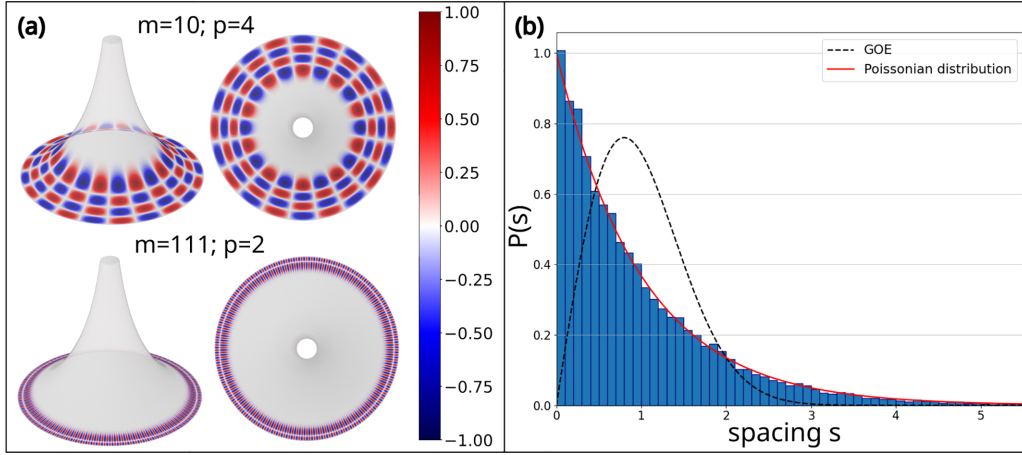 (a)
m=10; p=4
m=111; p=2
1.00
0.75
0.50
0.25
0.00
−0.25
−0.50
−0.75
−1.00
(b)
GOE
Poissonian distribution
P(s)
1.0
0.8
0.6
0.4
0.2
0.0
0 1 2 3 4 5
spacing s